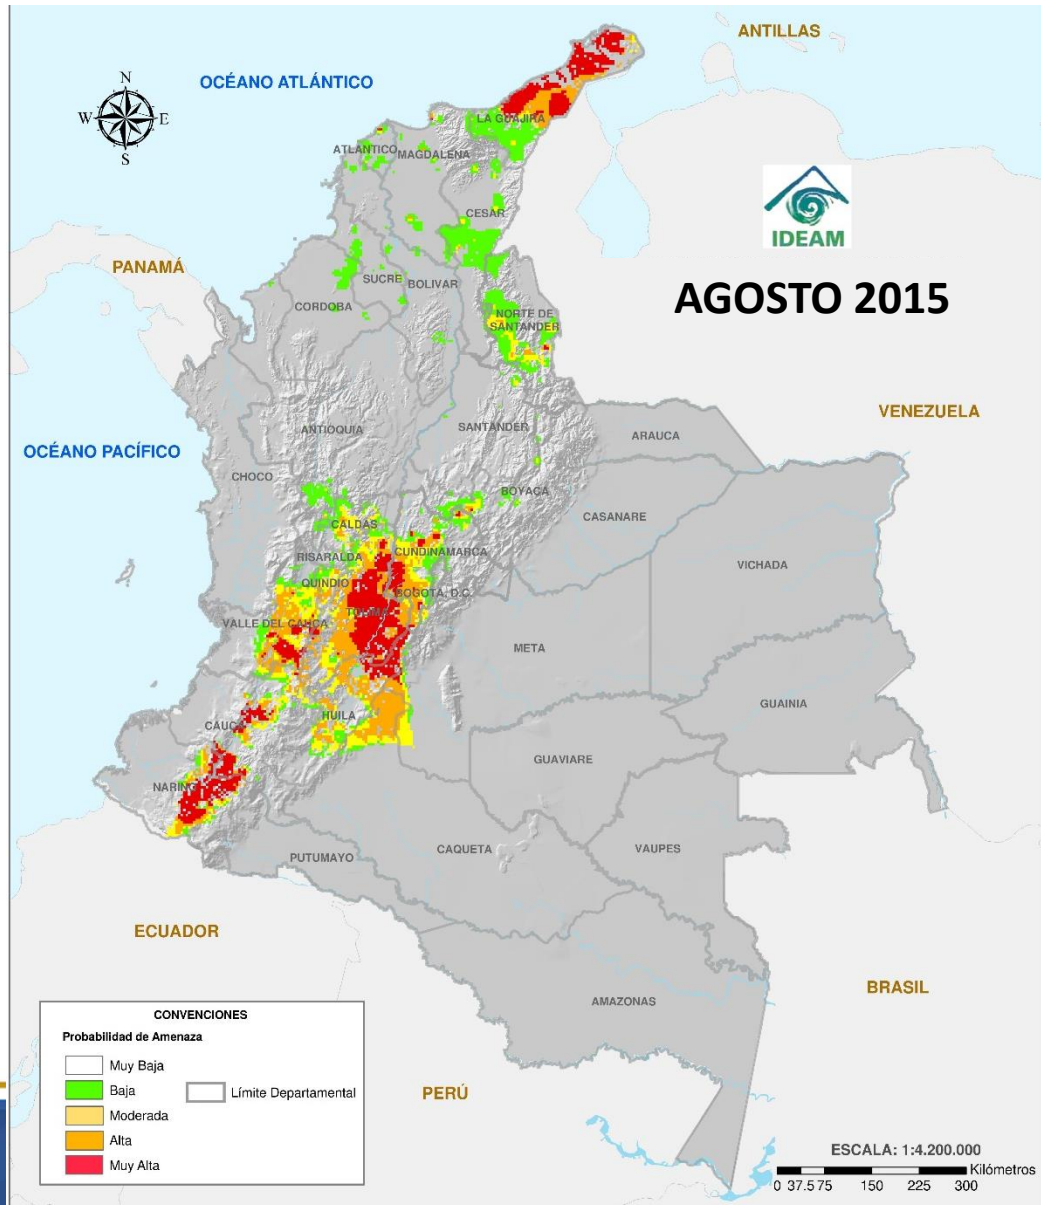 ANTILLAS
OCÉANO ATLÁNTICO
N
W
E
S
LA GUAJIRA
ATLANTICO
MAGDALENA
CESAR
IDEAM
PANAMÁ
AGOSTO 2015
SUCRE
BOLIVAR
CORDOBA
NORTE DE
SANTANDER
VENEZUELA
SANTANDER
ANTIOQUIA
ARAUCA
OCÉANO PACÍFICO
CHOCO
BOYACA
CASANARE
CALDAS
CUNDINAMARCA
RISARALDA
VICHADA
QUINDIO
BOGOTA, D.C.
TOLIMA
VALLE DEL CAUCA
META
GUAINIA
HUILA
CAUCA
GUAVIARE
NARIÑO
CAQUETA
VAUPES
PUTUMAYO
ECUADOR
BRASIL
AMAZONAS
PERÚ
CONVENCIONES
Probabilidad de Amenaza
Muy Baja
Baja
Límite Departamental
Moderada
Alta
Muy Alta
ESCALA: 1:4.200.000
Kilómetros
0 37.5 75 150 225 300